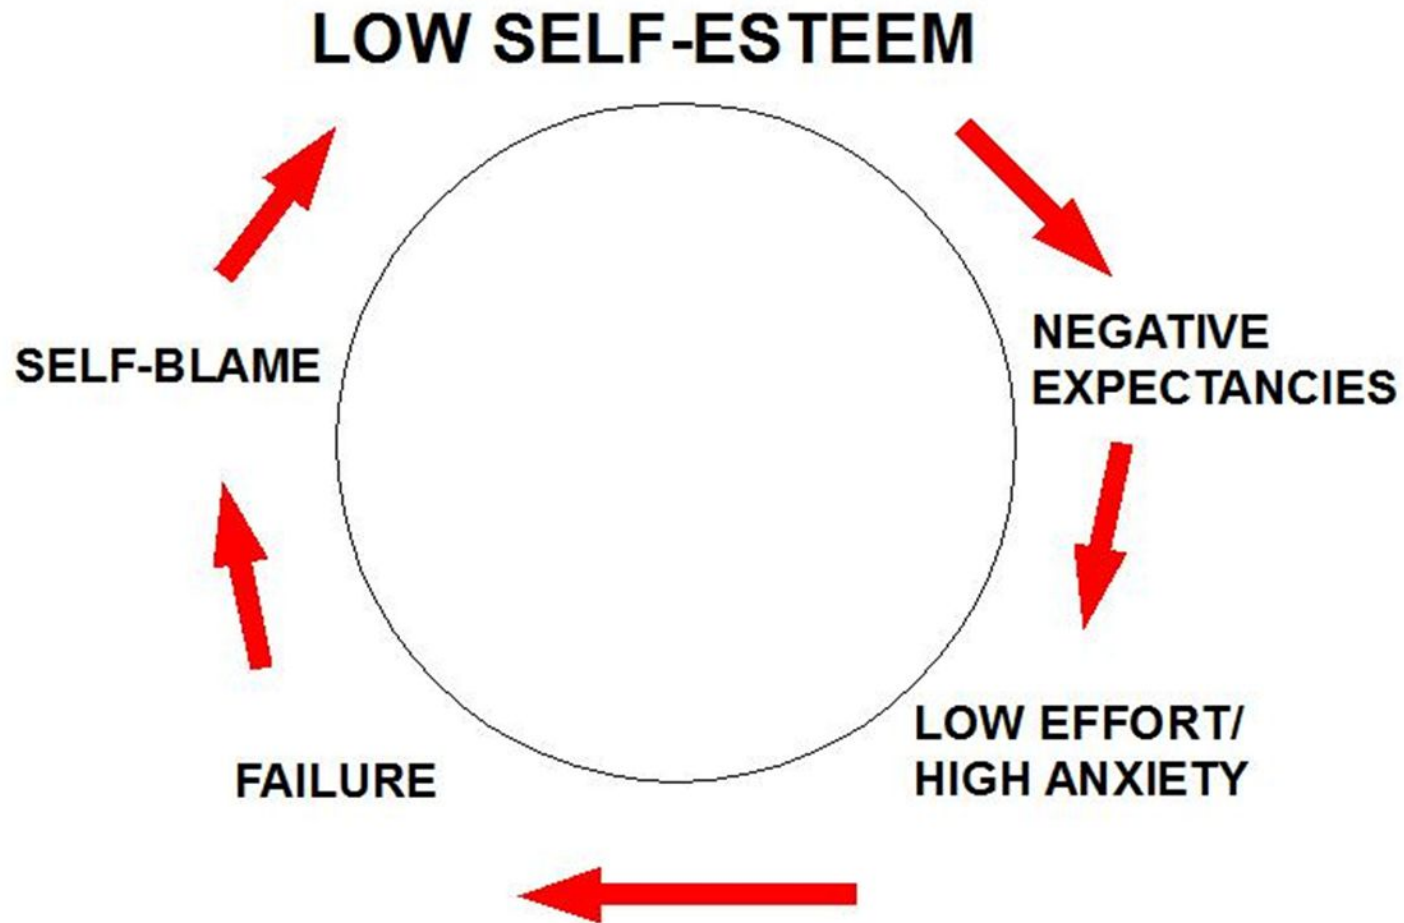 LOW SELF-ESTEEM
NEGATIVE
EXPECTANCIES
LOW EFFORT/
HIGH ANXIETY
FAILURE
SELF-BLAME